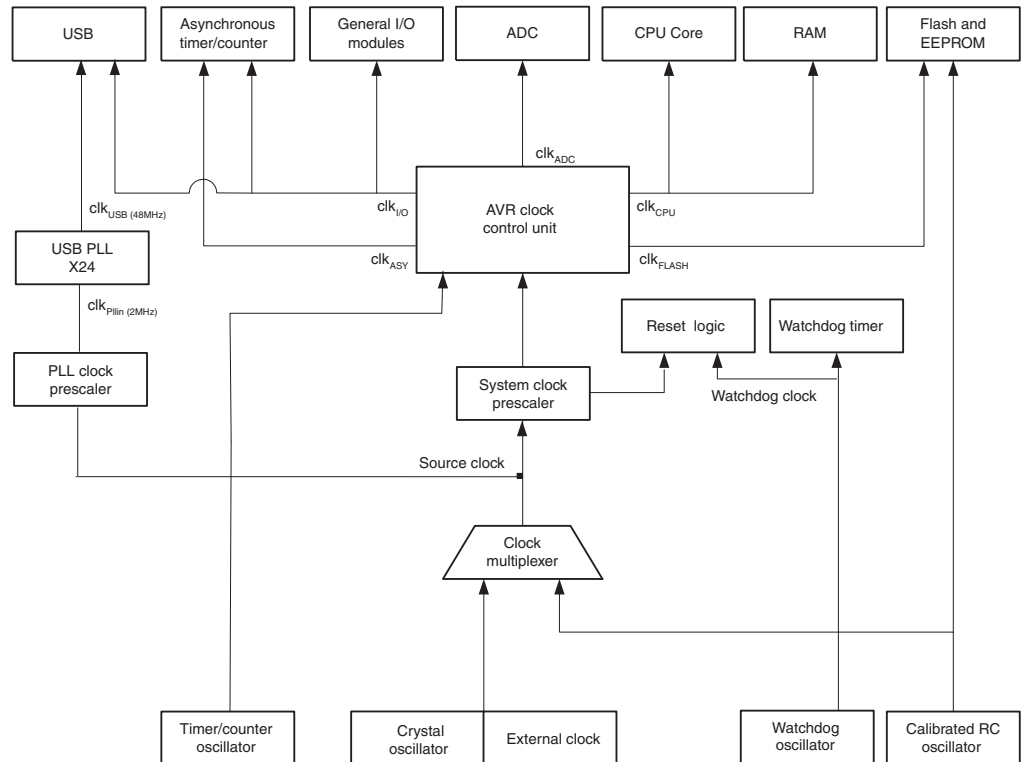 USB
Asynchronous
timer/counter
General I/O
modules
ADC
CPU Core
RAM
Flash and
EEPROM
clkADC
clkI/O
AVR clock
control unit
clkCPU
clkUSB (48MHz)
USB PLL
X24
clkASY
clkFLASH
clkPllin (2MHz)
Reset logic
Watchdog timer
PLL clock
prescaler
System clock
prescaler
Watchdog clock
Source clock
Clock
multiplexer
Timer/counter
oscillator
Crystal
oscillator
External clock
Watchdog
oscillator
Calibrated RC
oscillator